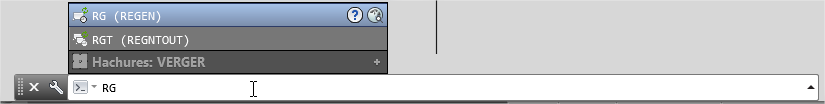 RG (REGEN)
RGT (REGNTOUT)
Hachures: VERGER +
RG